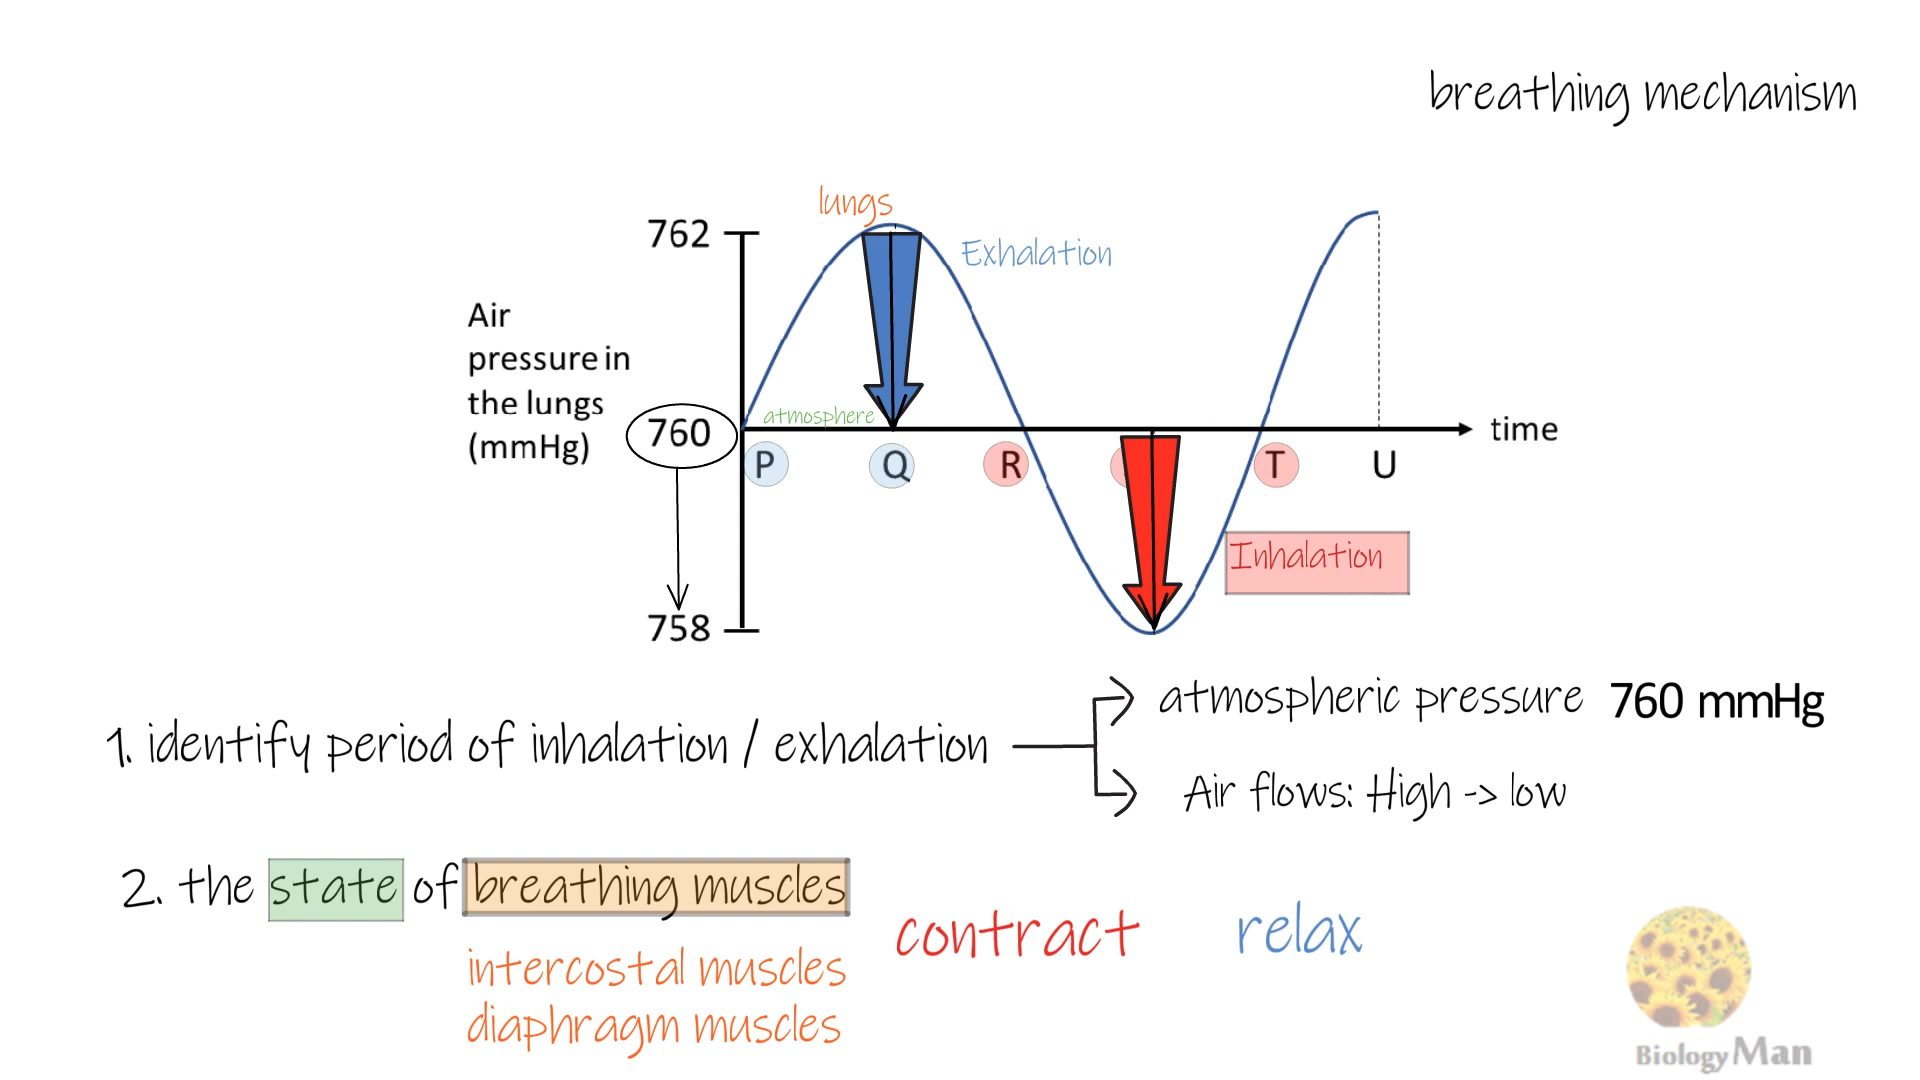 breathing mechanism
lungs
762
Exhalation
Air
pressure in
the lungs
(mmHg)
atmosphere
760
time
P Q R T U
Inhalation
758
atmospheric pressure 760 mmHg
1. identify period of inhalation / exhalation
Air flows: High -> low
2. the state of breathing muscles
contract relax
intercostal muscles
diaphragm muscles
Biology Man